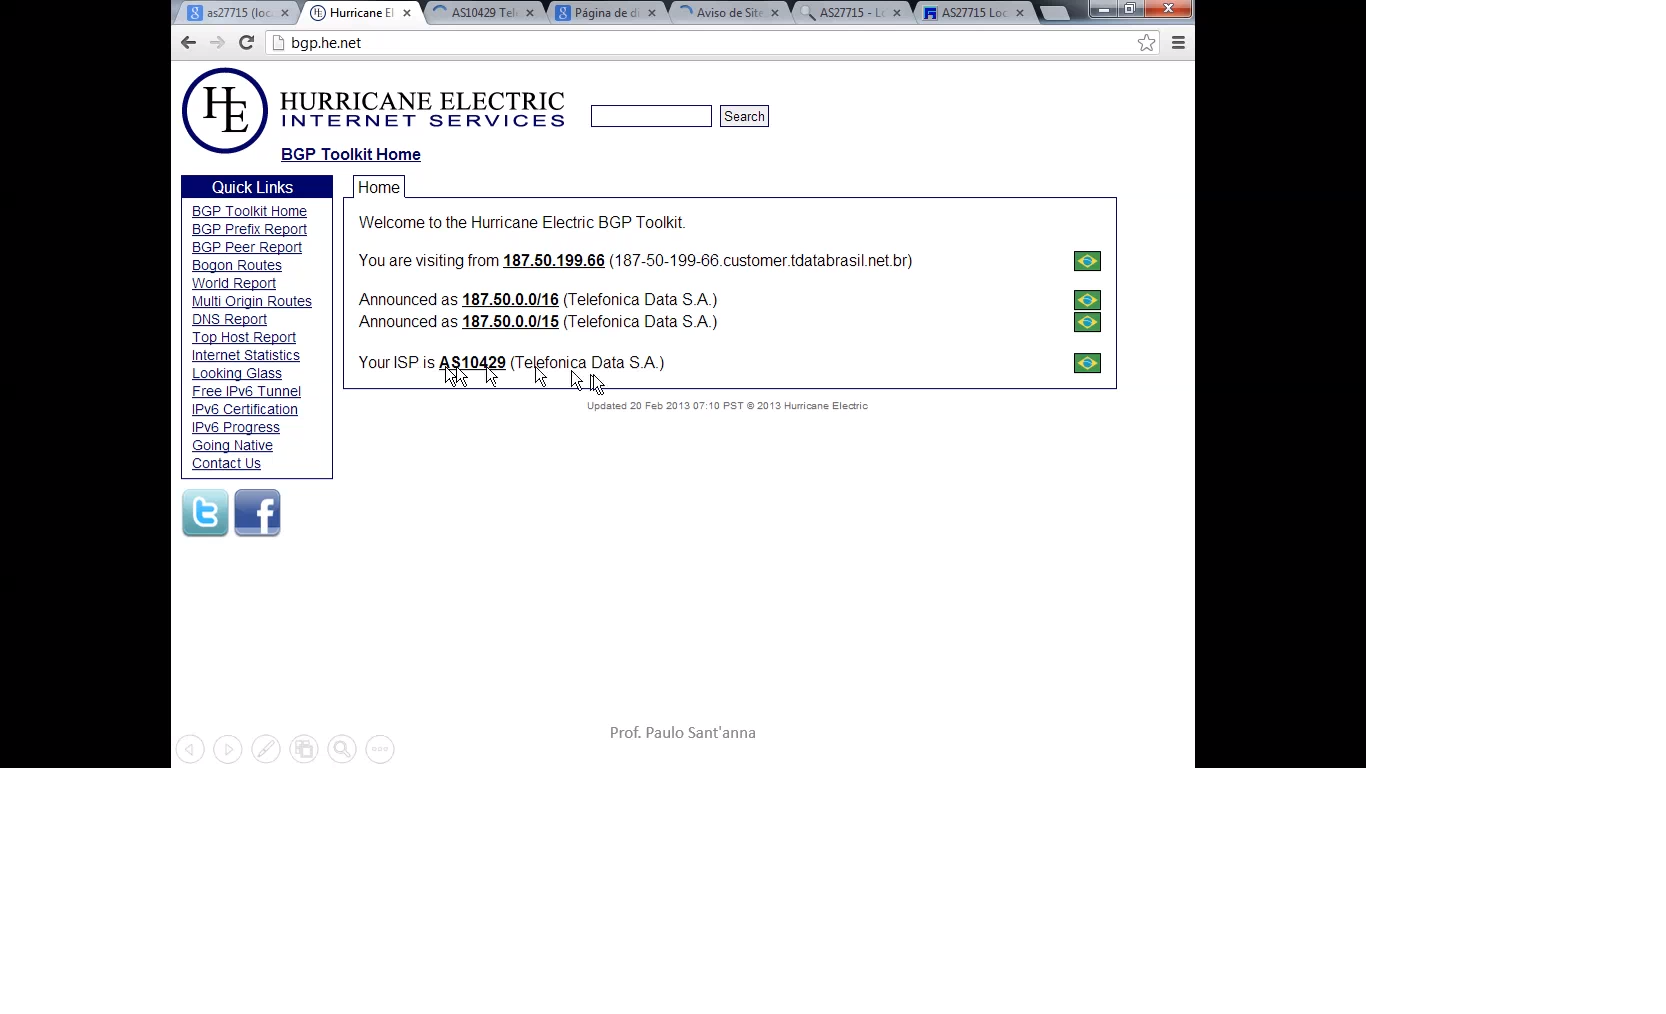 as27715 (loc
Hurricane El
AS10429 Tele
Página de di
Aviso de Site
AS27715 - Lo
AS27715 Loc
bgp.he.net
HE
HURRICANE ELECTRIC
INTERNET SERVICES
Search
BGP Toolkit Home
Quick Links
BGP Toolkit Home
BGP Prefix Report
BGP Peer Report
Bogon Routes
World Report
Multi Origin Routes
DNS Report
Top Host Report
Internet Statistics
Looking Glass
Free IPv6 Tunnel
IPv6 Certification
IPv6 Progress
Going Native
Contact Us
Home
Welcome to the Hurricane Electric BGP Toolkit.
You are visiting from 187.50.199.66 (187-50-199-66.customer.tdatabrasil.net.br)
Announced as 187.50.0.0/16 (Telefonica Data S.A.)
Announced as 187.50.0.0/15 (Telefonica Data S.A.)
Your ISP is AS10429 (Telefonica Data S.A.)
Updated 20 Feb 2013 07:10 PST © 2013 Hurricane Electric
Prof. Paulo Sant'anna